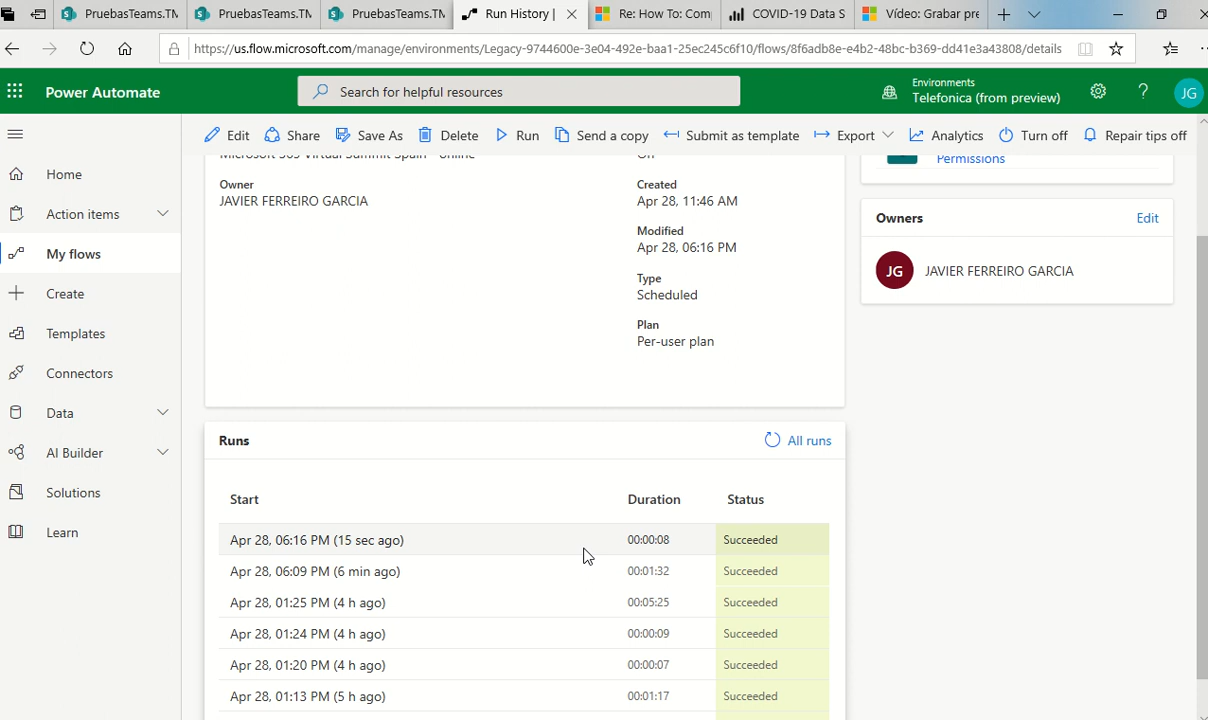 PruebasTeams.TM
PruebasTeams.TM
PruebasTeams.TM
Run History |
Re: How To: Com
COVID-19 Data S
Vídeo: Grabar pre
https://us.flow.microsoft.com/manage/environments/Legacy-9744600e-3e04-492e-baa1-25ec245c6f10/flows/8f6adb8e-e4b2-48bc-b369-dd41e3a43808/details
Power Automate
Search for helpful resources
Environments
Telefonica (from preview)
JG
Edit
Share
Save As
Delete
Run
Send a copy
Submit as template
Export
Analytics
Turn off
Repair tips off
Home
Action items
My flows
Create
Templates
Connectors
Data
AI Builder
Solutions
Learn
Microsoft 365 Virtual Summit Spain - Online
Owner
JAVIER FERREIRO GARCIA
On
Created
Apr 28, 11:46 AM
Modified
Apr 28, 06:16 PM
Type
Scheduled
Plan
Per-user plan
Permissions
Owners
Edit
JG
JAVIER FERREIRO GARCIA
Runs
All runs
Start Duration Status
Apr 28, 06:16 PM (15 sec ago) 00:00:08 Succeeded
Apr 28, 06:09 PM (6 min ago) 00:01:32 Succeeded
Apr 28, 01:25 PM (4 h ago) 00:05:25 Succeeded
Apr 28, 01:24 PM (4 h ago) 00:00:09 Succeeded
Apr 28, 01:20 PM (4 h ago) 00:00:07 Succeeded
Apr 28, 01:13 PM (5 h ago) 00:01:17 Succeeded